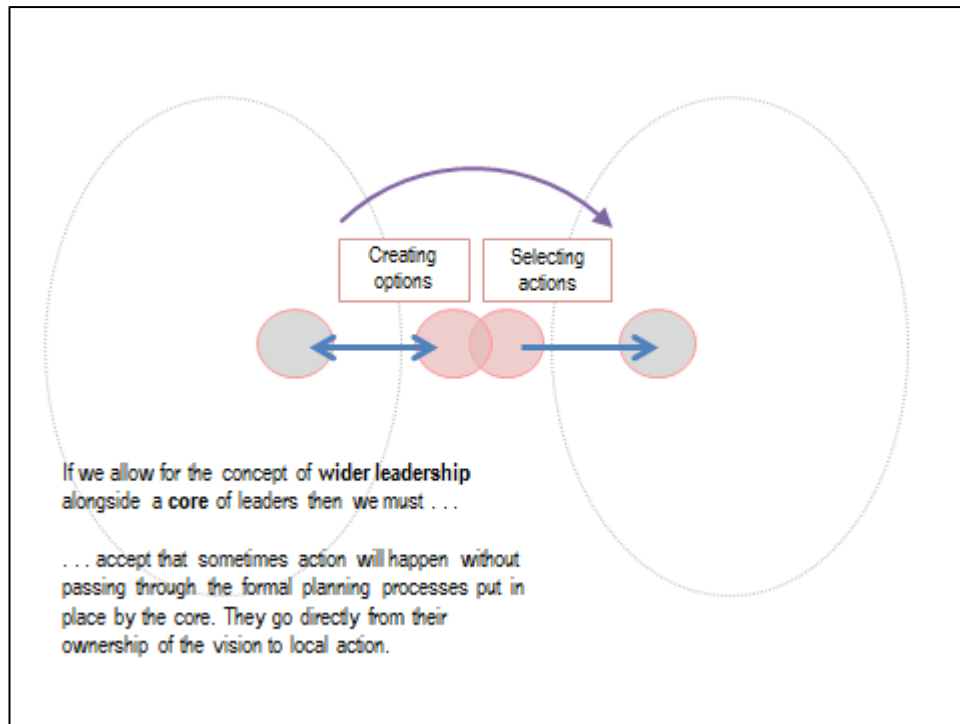 Creating
options
Selecting
actions
If we allow for the concept of wider leadership
alongside a core of leaders then we must . . .
. . . accept that sometimes action will happen without
passing through the formal planning processes put in
place by the core. They go directly from their
ownership of the vision to local action.